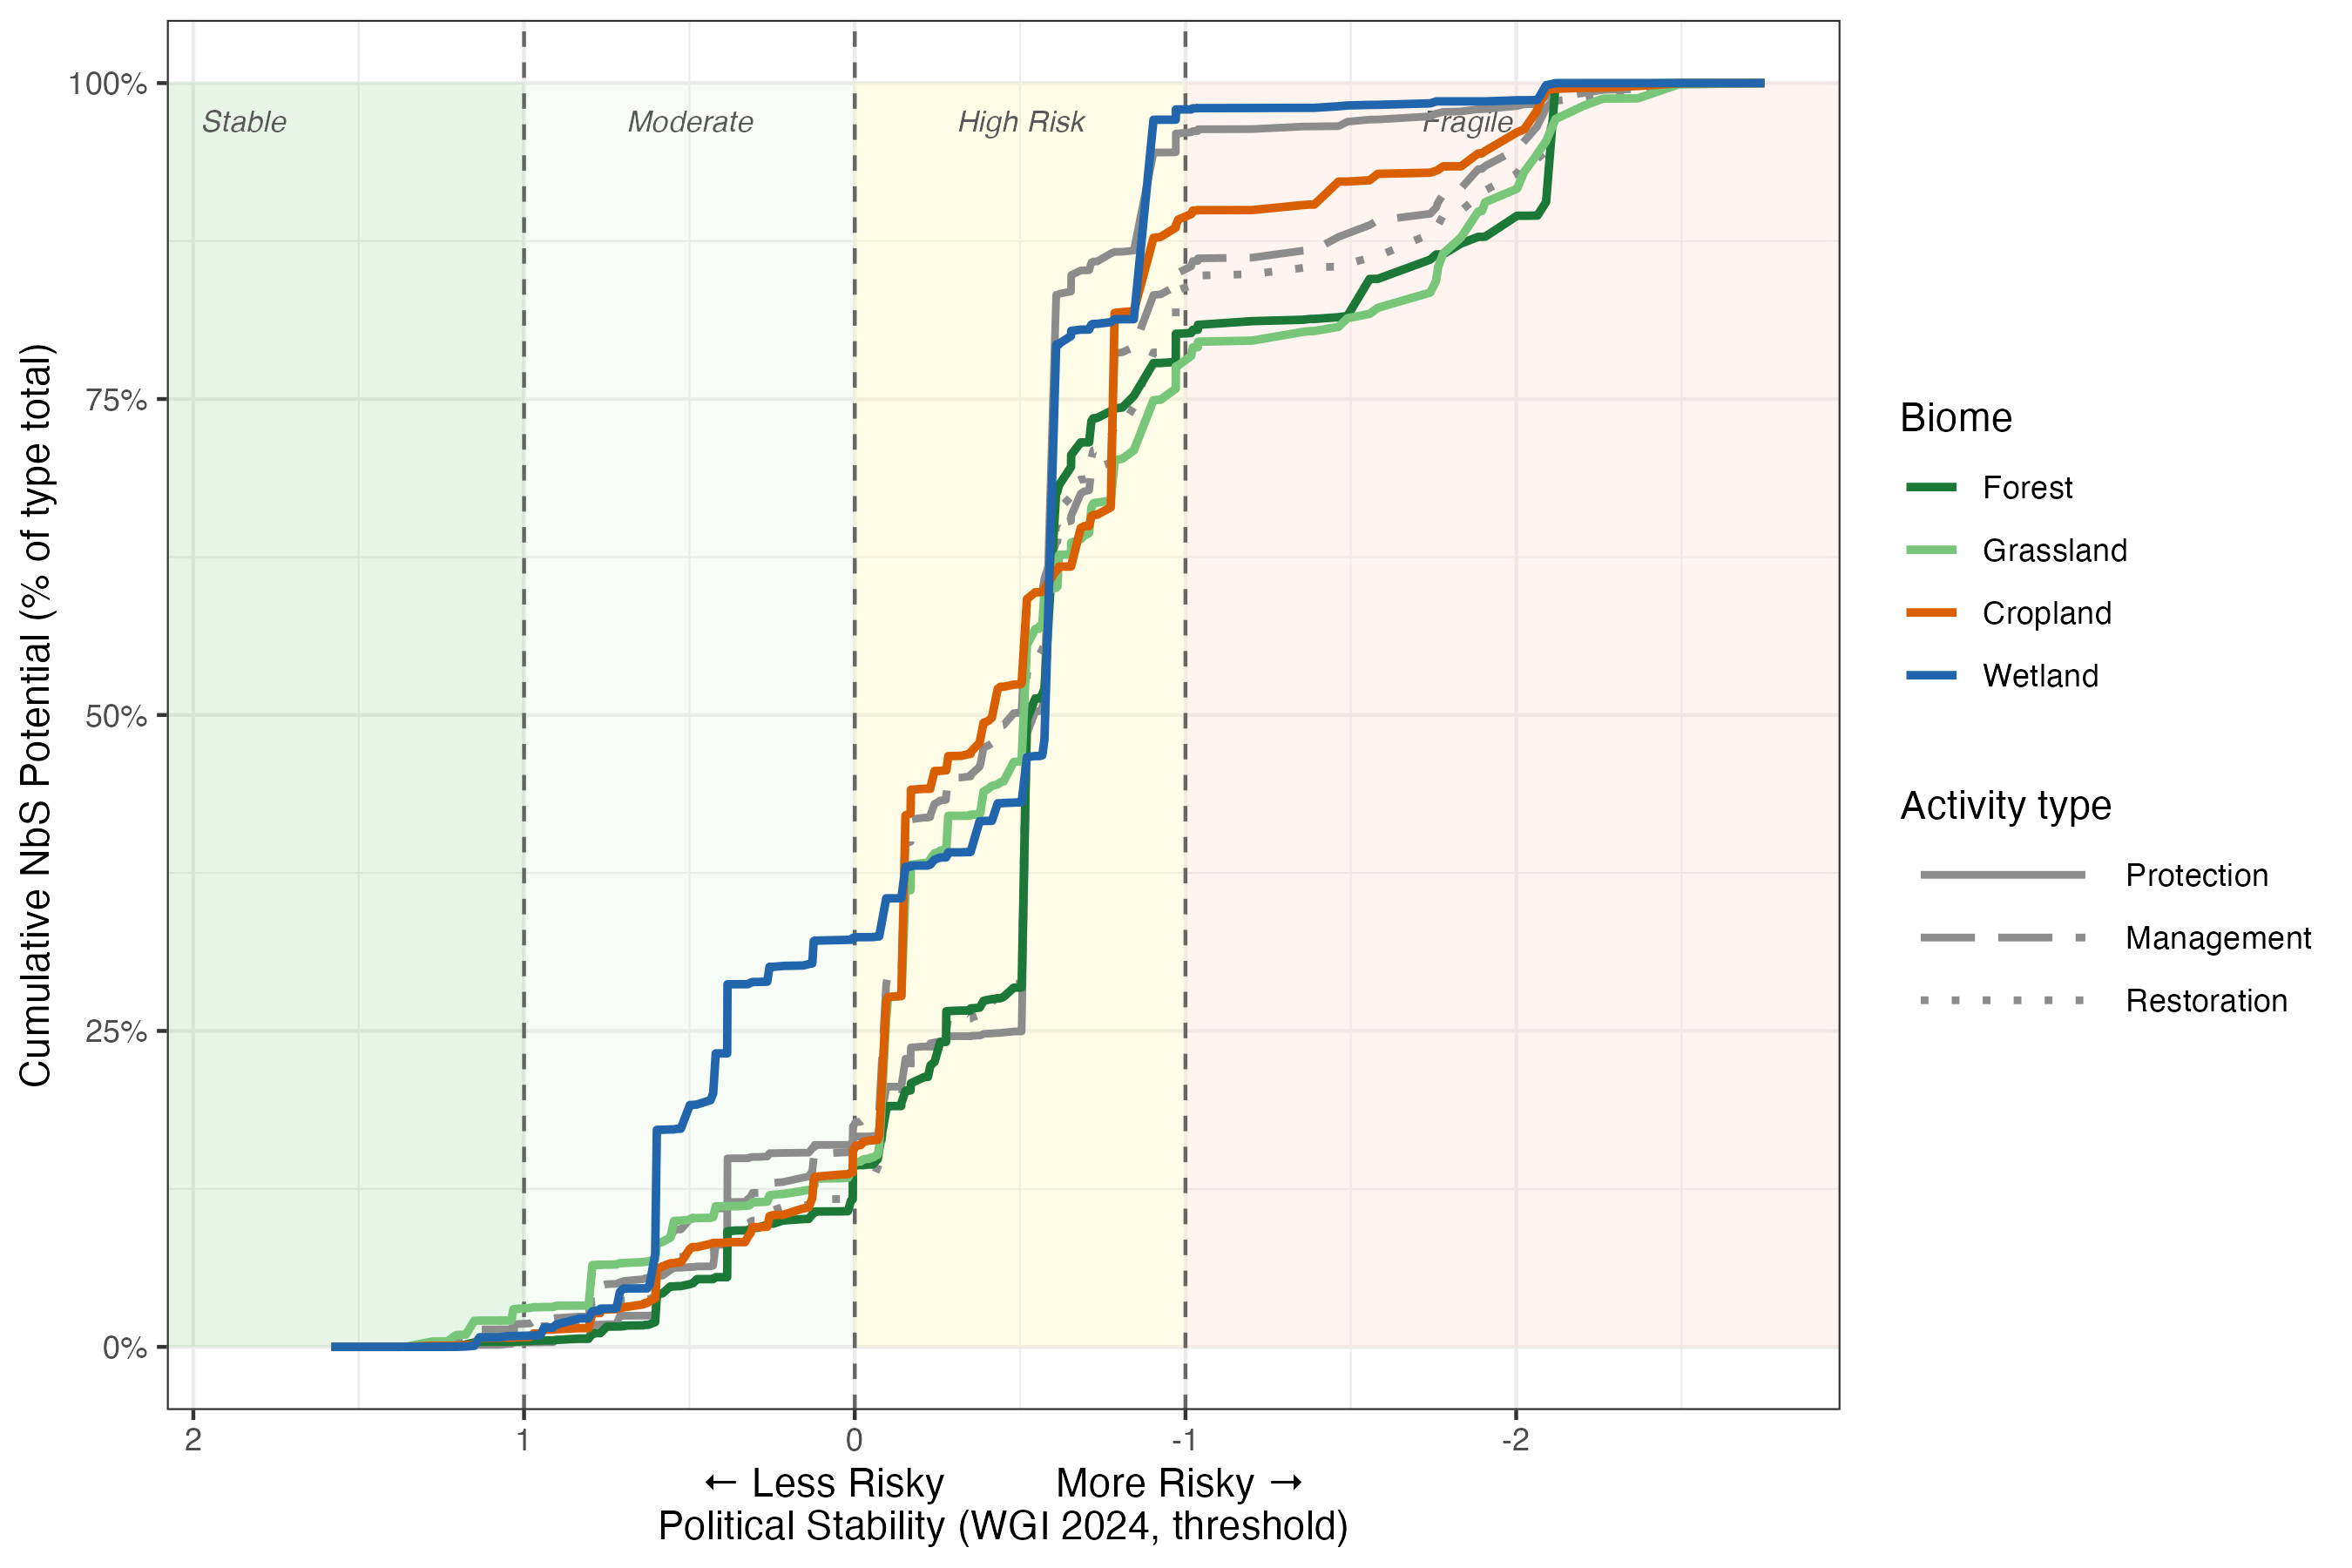 Cumulative NbS Potential (% of type total)
100%
75%
50%
25%
0%
Stable
Moderate
High Risk
Fragile
2
1
0
-1
-2
← Less Risky More Risky →
Political Stability (WGI 2024, threshold)
Biome
Forest
Grassland
Cropland
Wetland
Activity type
Protection
Management
Restoration